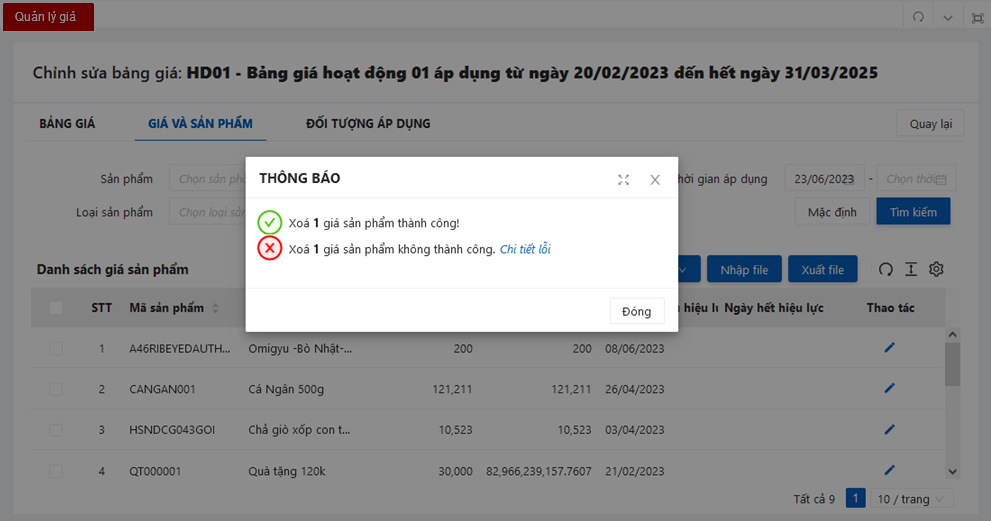 Quản lý giá
Chỉnh sửa bảng giá: HD01 - Bảng giá hoạt động 01 áp dụng từ ngày 20/02/2023 đến hết ngày 31/03/2025
BẢNG GIÁ GIÁ VÀ SẢN PHẨM ĐỐI TƯỢNG ÁP DỤNG Quay lại
THÔNG BÁO
Sản phẩm Chọn sản gian áp dụng 23/06/2023 - Chọn thời
Loại sản phẩm Chọn loại Mặc định Tìm kiếm
Xoá 1 giá sản phẩm thành công!
Xoá 1 giá sản phẩm không thành công. Chi tiết lỗi
Danh sách giá sản phẩm Nhập file Xuất file
Đóng
STT Mã sản phẩm hiệu Ngày hết hiệu lực Thao tác
1 A46RIBEYEDAUTH... Omigyu -Bò Nhật-... 200 200 08/06/2023
2 CANGAN001 Cá Ngân 500g 121,211 121,211 26/04/2023
3 HSNDCG043GOI Chả giò xốp con t... 10,523 10,523 03/04/2023
4 QT000001 Quà tặng 120k 30,000 82,966,239,157.7607 21/02/2023
Tất cả 9 1 10 / trang